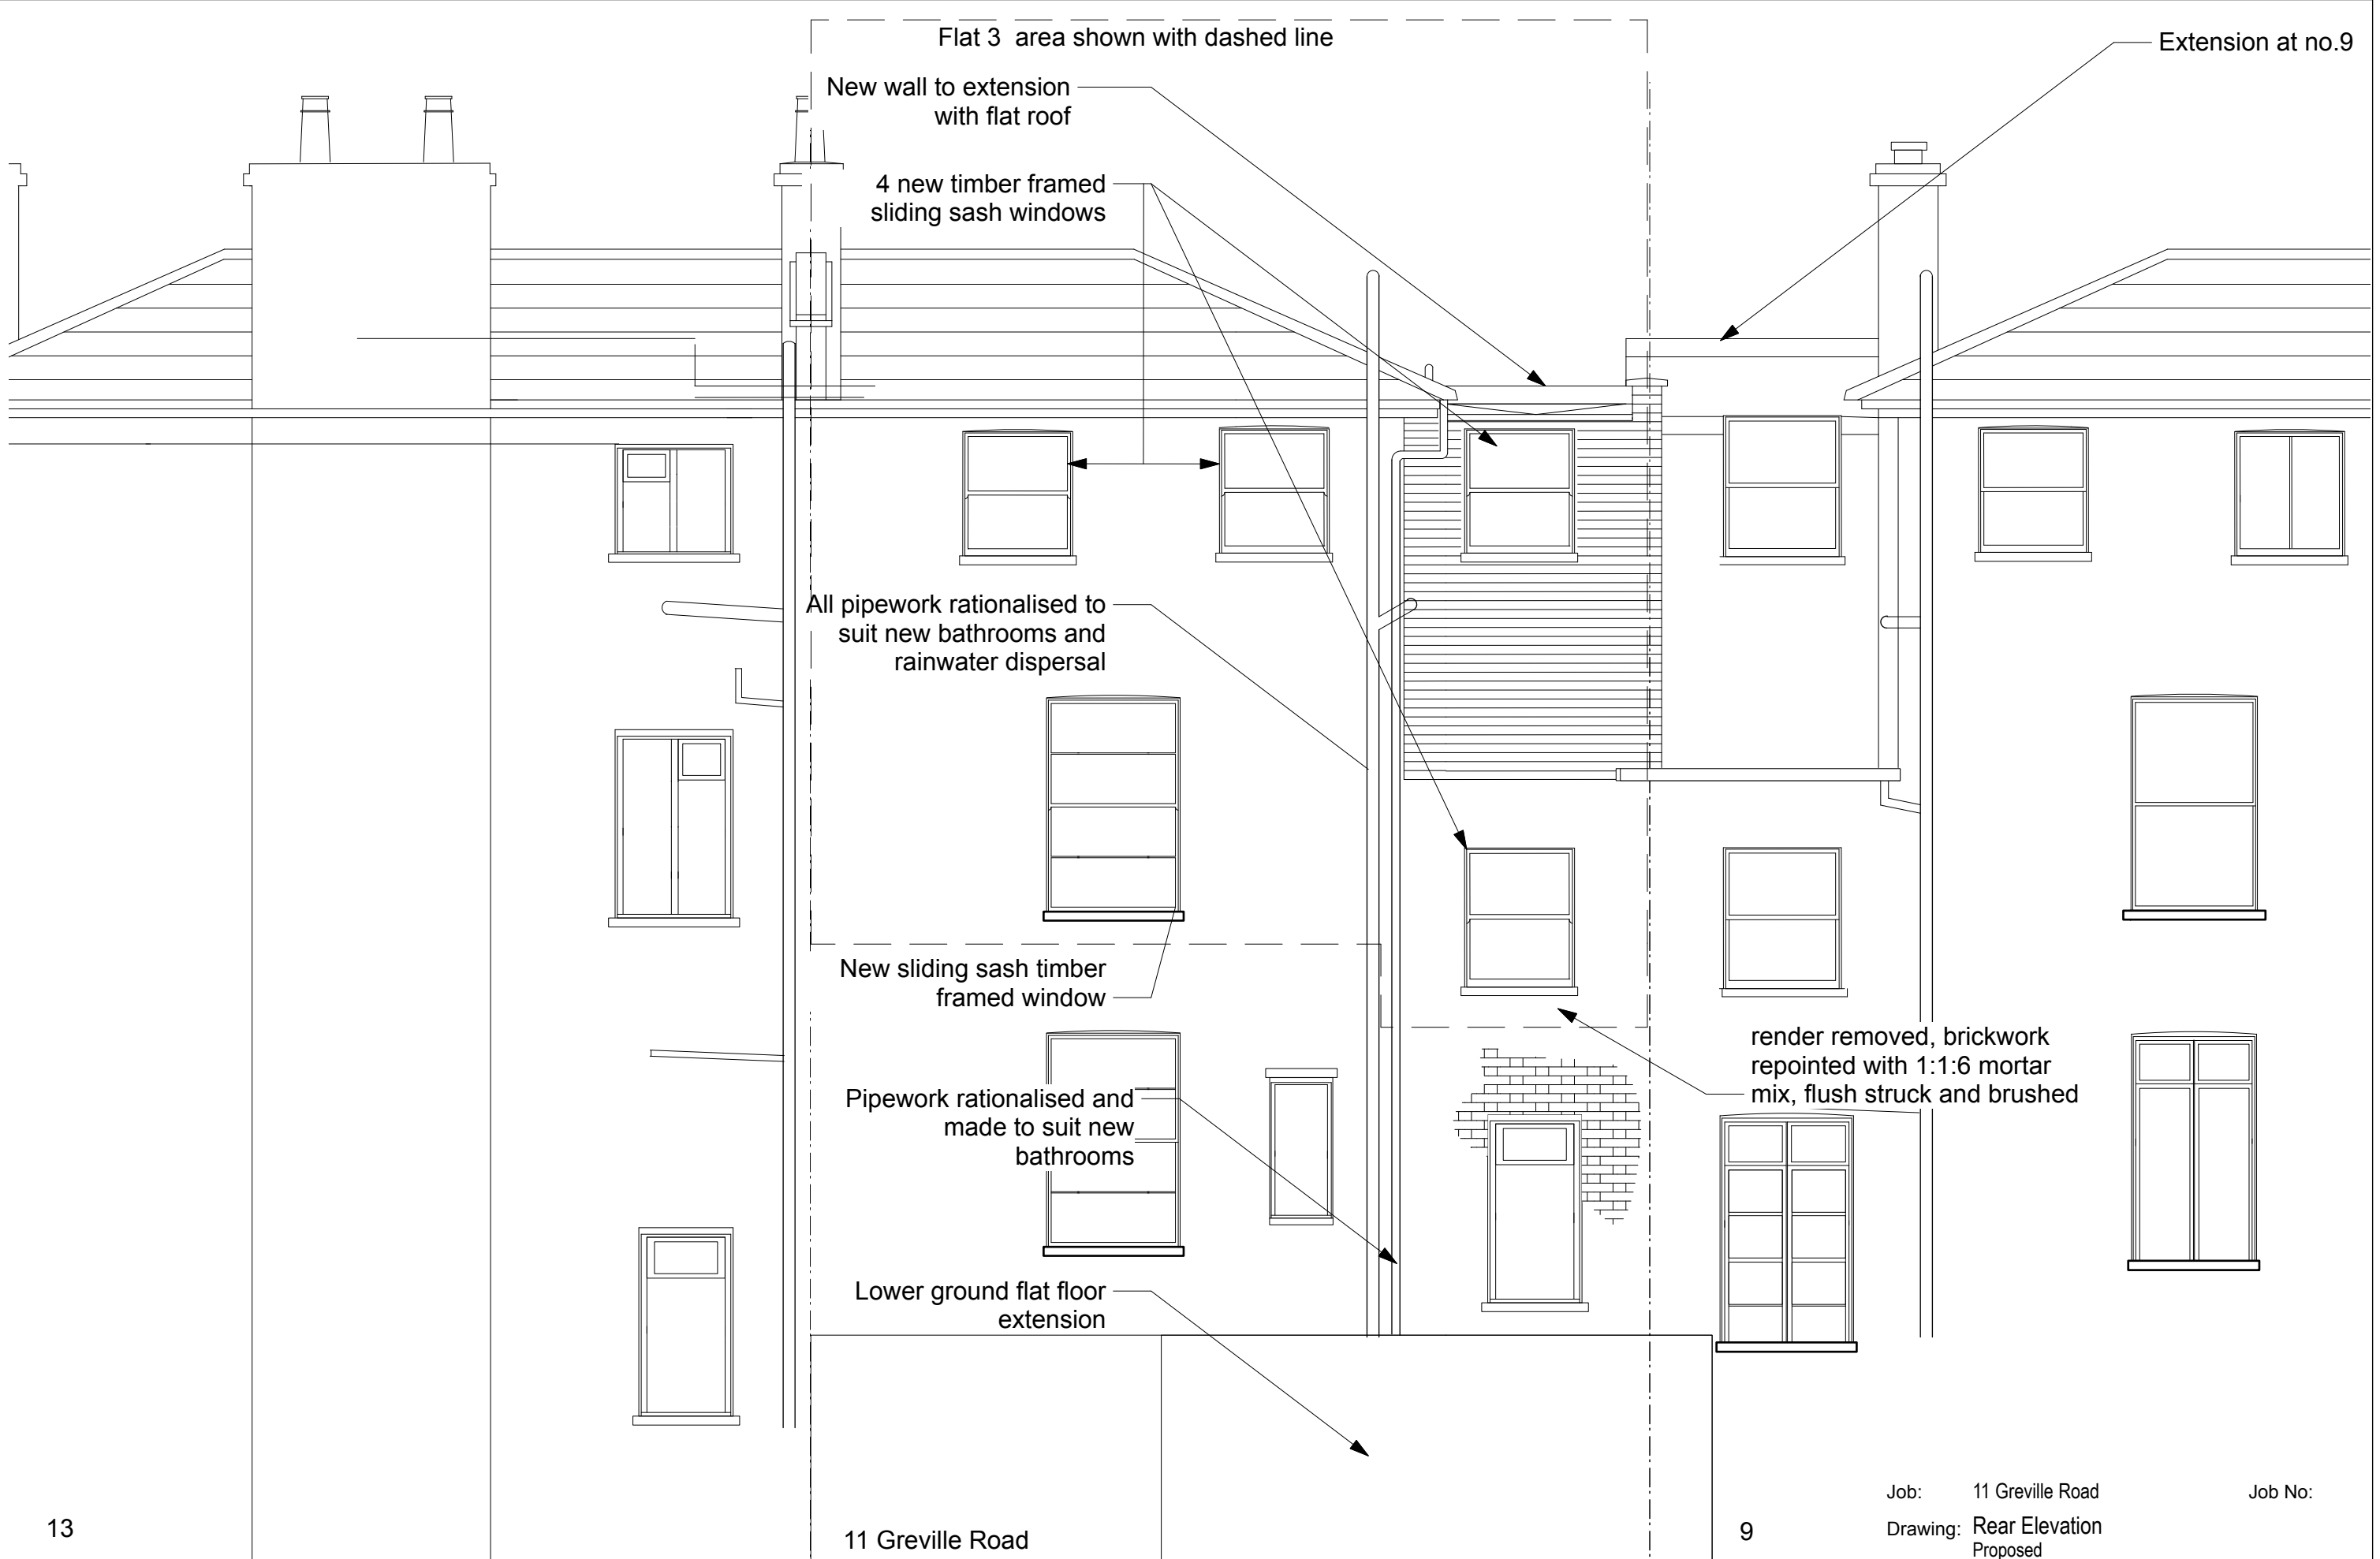 Flat 3 area shown with dashed line
Extension at no.9
New wall to extension
with flat roof
4 new timber framed
sliding sash windows
All pipework rationalised to
suit new bathrooms and
rainwater dispersal
New sliding sash timber
framed window
render removed, brickwork
repointed with 1:1:6 mortar
mix, flush struck and brushed
Pipework rationalised and
made to suit new
bathrooms
Lower ground flat floor
extension
13
11 Greville Road
9
Job: 11 Greville Road Job No:
Drawing: Rear Elevation
Proposed